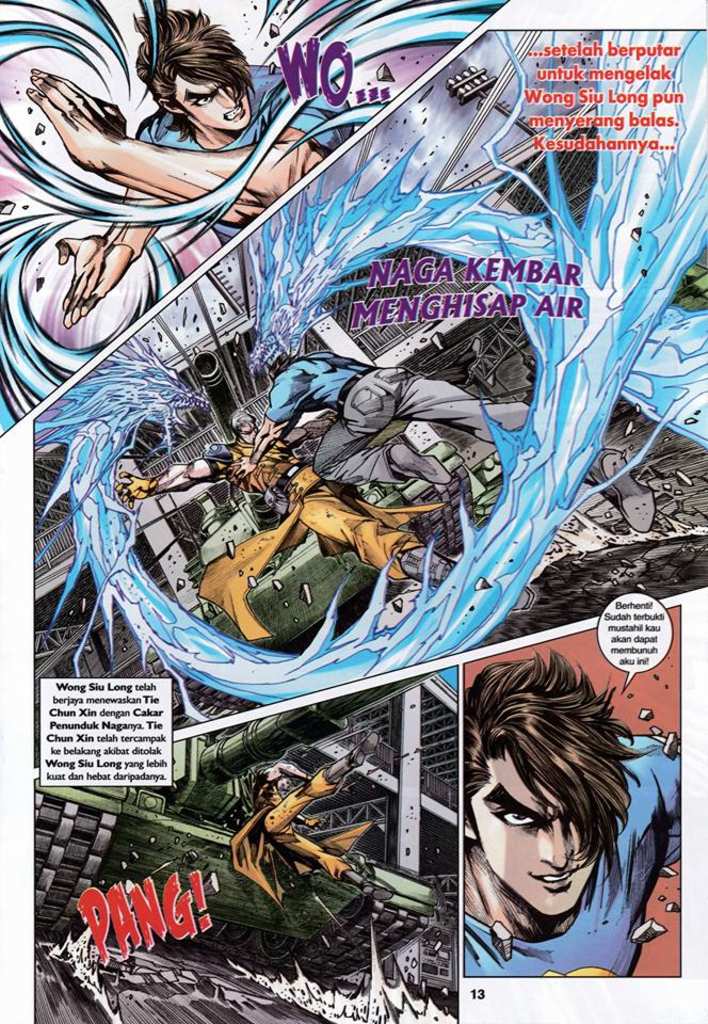 WO...
...setelah berputar
untuk mengelak
Wong Siu Long pun
menyerang balas.
Kesudahannya...
NAGA KEMBAR
MENGHISAP AIR
Wong Siu Long telah
berjaya menewaskan Tie
Chun Xin dengan Cakar
Penunduk Naganya. Tie
Chun Xin telah tercampak
ke belakang akibat ditolak
Wong Siu Long yang lebih
kuat dan hebat daripadanya.
PANG!
Berhenti!
Sudah terbukti
mustahil kau
akan dapat
membunuh
aku ini!
13